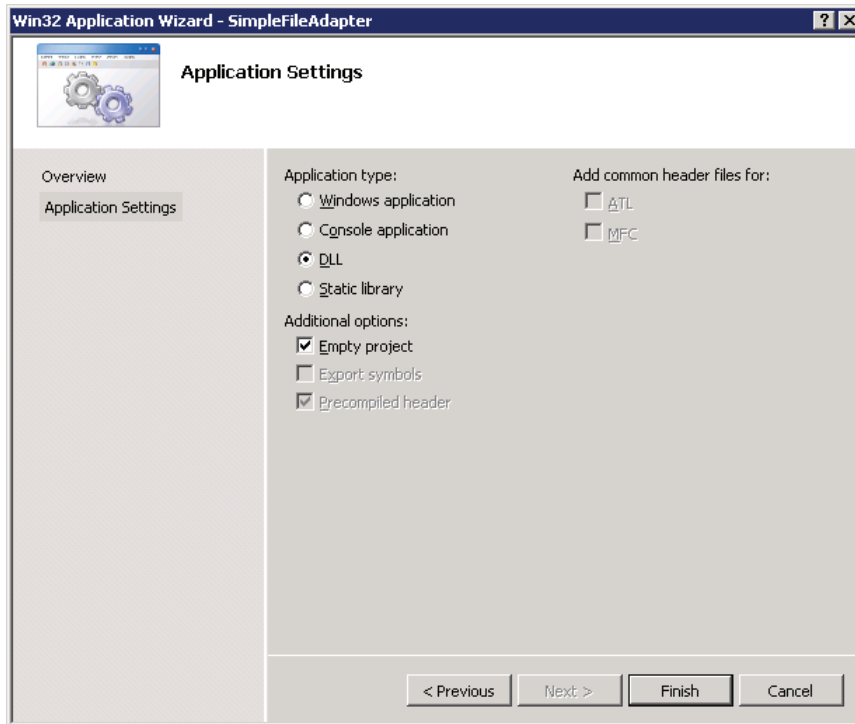 Win32 Application Wizard - SimpleFileAdapter
Application Settings
Overview
Application Settings
Application type:
Windows application
Console application
DLL
Static library
Additional options:
Empty project
Export symbols
Precompiled header
Add common header files for:
ATL
MFC
< Previous
Next >
Finish
Cancel